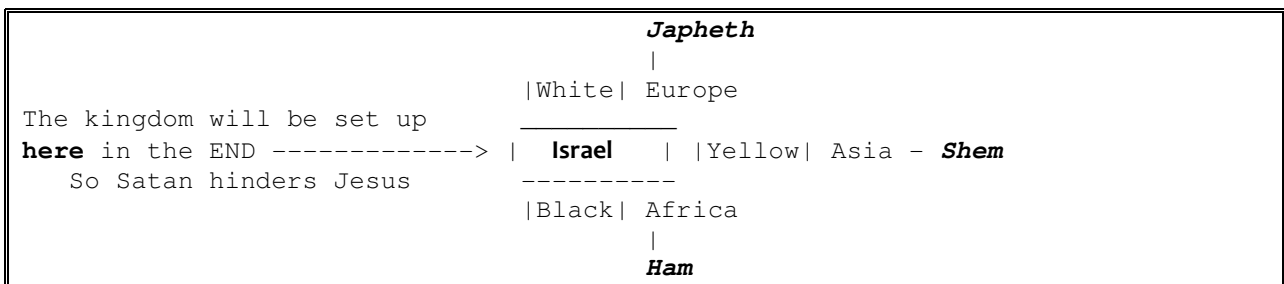 Japheth
|
|White| Europe
The kingdom will be set up __________
here in the END -------------> | Israel | |Yellow| Asia - Shem
So Satan hinders Jesus ----------
|Black| Africa
|
Ham